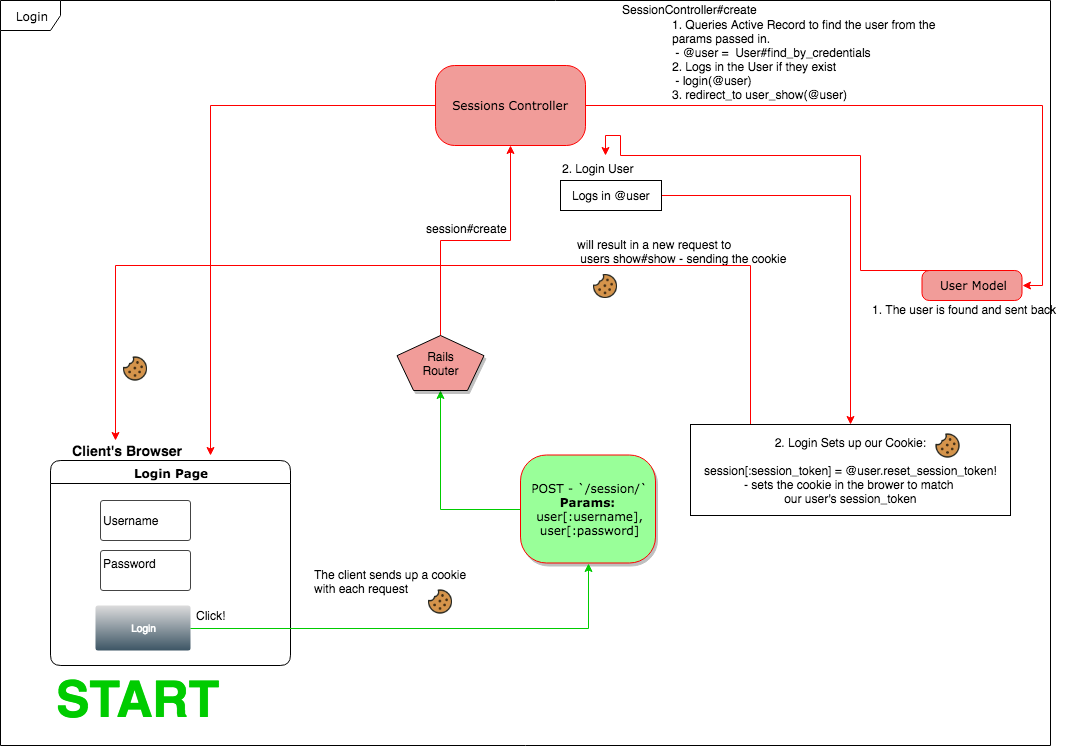 Login
SessionController#create
1. Queries Active Record to find the user from the
params passed in.
- @user = User#find_by_credentials
2. Logs in the User if they exist
- login(@user)
3. redirect_to user_show(@user)
Sessions Controller
2. Login User
Logs in @user
session#create
will result in a new request to
users show#show - sending the cookie
User Model
1. The user is found and sent back
Rails
Router
Client's Browser
Login Page
Username
Password
Login
Click!
START
The client sends up a cookie
with each request
POST - `/session/`
Params:
user[:username],
user[:password]
2. Login Sets up our Cookie:
session[:session_token] = @user.reset_session_token!
- sets the cookie in the brower to match
our user's session_token